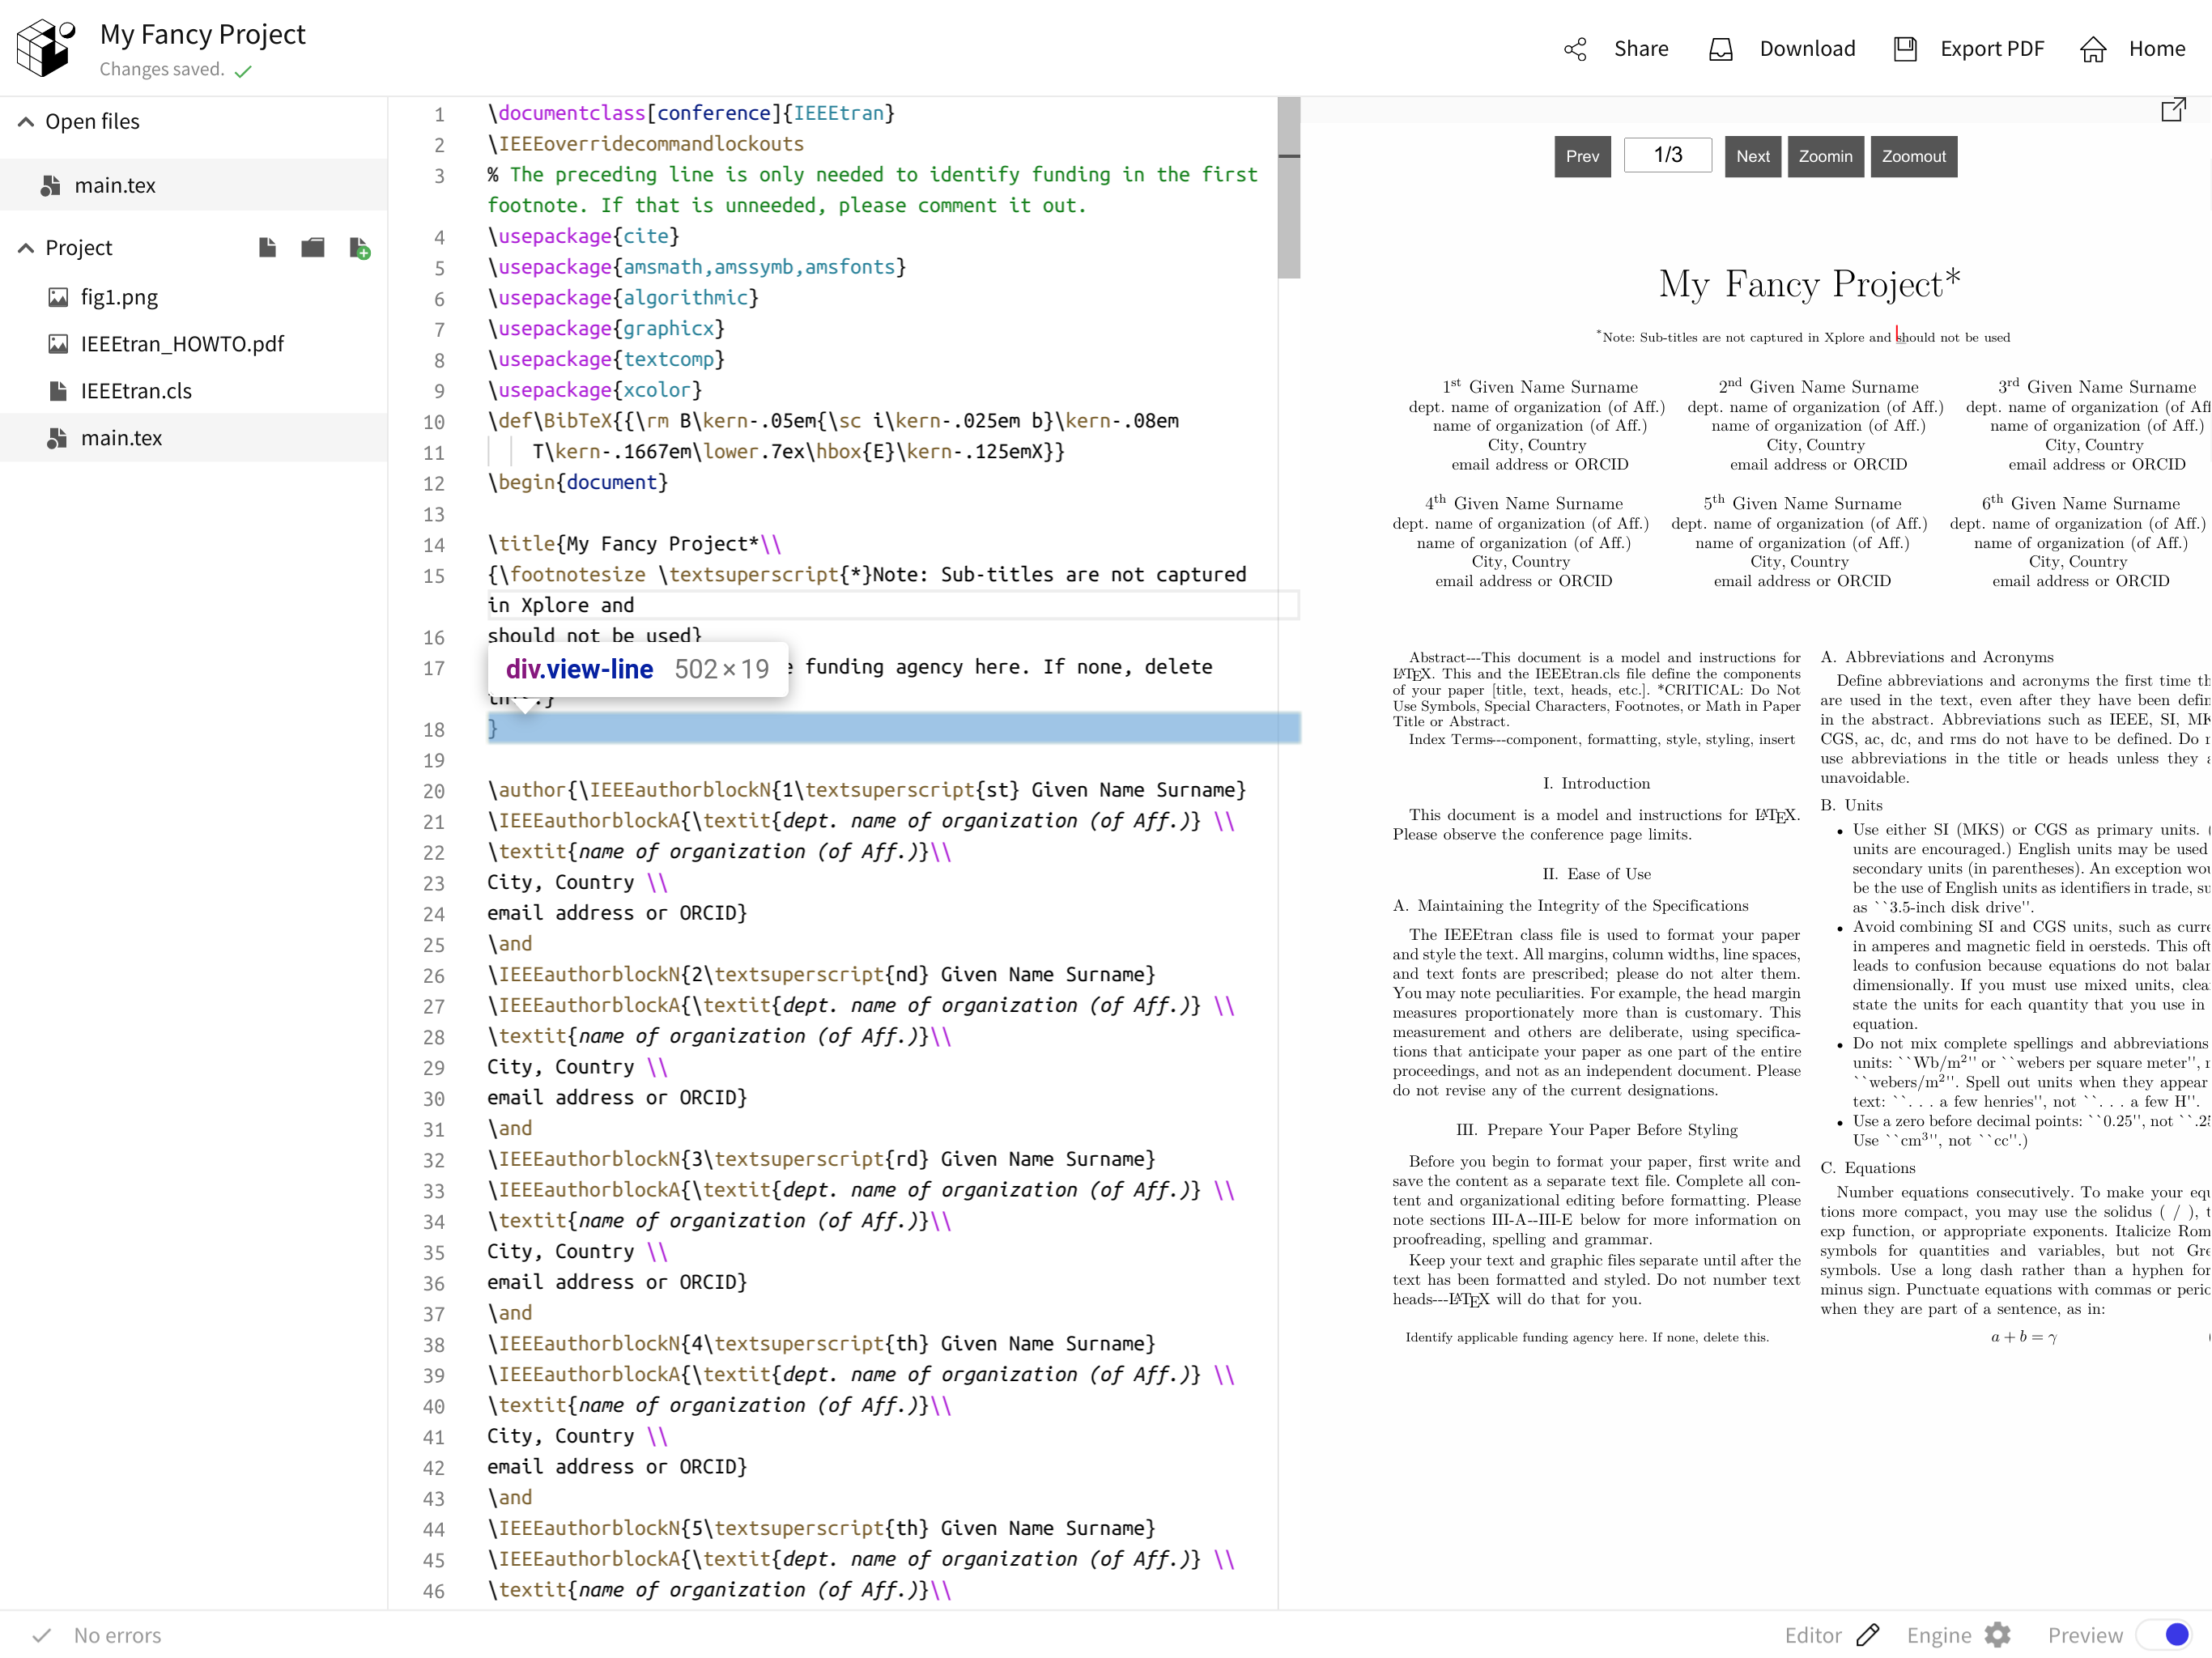 My Fancy Project
Changes saved.
Share
Download
Export PDF
Home
Open files
main.tex
Project
fig1.png
IEEEtran_HOWTO.pdf
IEEEtran.cls
main.tex
1 \documentclass[conference]{IEEEtran}
2 \IEEEoverridecommandlockouts
3 % The preceding line is only needed to identify funding in the first
footnote. If that is unneeded, please comment it out.
4 \usepackage{cite}
5 \usepackage{amsmath,amssymb,amsfonts}
6 \usepackage{algorithmic}
7 \usepackage{graphicx}
8 \usepackage{textcomp}
9 \usepackage{xcolor}
10 \def\BibTeX{{\rm B\kern-.05em{\sc i\kern-.025em b}\kern-.08em
11 T\kern-.1667em\lower.7ex\hbox{E}\kern-.125emX}}
12 \begin{document}
13
14 \title{My Fancy Project*\\
15 {\footnotesize \textsuperscript{*}Note: Sub-titles are not captured
in Xplore and
16 should not be used}
17 funding agency here. If none, delete
div.view-line 502 × 19
18 }
19
20 \author{\IEEEauthorblockN{1\textsuperscript{st} Given Name Surname}
21 \IEEEauthorblockA{\textit{dept. name of organization (of Aff.)} \\
22 \textit{name of organization (of Aff.)}\\
23 City, Country \\
24 email address or ORCID}
25 \and
26 \IEEEauthorblockN{2\textsuperscript{nd} Given Name Surname}
27 \IEEEauthorblockA{\textit{dept. name of organization (of Aff.)} \\
28 \textit{name of organization (of Aff.)}\\
29 City, Country \\
30 email address or ORCID}
31 \and
32 \IEEEauthorblockN{3\textsuperscript{rd} Given Name Surname}
33 \IEEEauthorblockA{\textit{dept. name of organization (of Aff.)} \\
34 \textit{name of organization (of Aff.)}\\
35 City, Country \\
36 email address or ORCID}
37 \and
38 \IEEEauthorblockN{4\textsuperscript{th} Given Name Surname}
39 \IEEEauthorblockA{\textit{dept. name of organization (of Aff.)} \\
40 \textit{name of organization (of Aff.)}\\
41 City, Country \\
42 email address or ORCID}
43 \and
44 \IEEEauthorblockN{5\textsuperscript{th} Given Name Surname}
45 \IEEEauthorblockA{\textit{dept. name of organization (of Aff.)} \\
46 \textit{name of organization (of Aff.)}\\
Prev 1/3 Next Zoomin Zoomout
My Fancy Project*
*Note: Sub-titles are not captured in Xplore and should not be used
1st Given Name Surname
dept. name of organization (of Aff.)
name of organization (of Aff.)
City, Country
email address or ORCID
2nd Given Name Surname
dept. name of organization (of Aff.)
name of organization (of Aff.)
City, Country
email address or ORCID
3rd Given Name Surname
dept. name of organization (of Aff
name of organization (of Aff.)
City, Country
email address or ORCID
4th Given Name Surname
dept. name of organization (of Aff.)
name of organization (of Aff.)
City, Country
email address or ORCID
5th Given Name Surname
dept. name of organization (of Aff.)
name of organization (of Aff.)
City, Country
email address or ORCID
6th Given Name Surname
dept. name of organization (of Aff.)
name of organization (of Aff.)
City, Country
email address or ORCID
Abstract---This document is a model and instructions for
LATEX. This and the IEEEtran.cls file define the components
of your paper [title, text, heads, etc.]. *CRITICAL: Do Not
Use Symbols, Special Characters, Footnotes, or Math in Paper
Title or Abstract.
Index Terms---component, formatting, style, styling, insert
I. Introduction
This document is a model and instructions for LATEX.
Please observe the conference page limits.
II. Ease of Use
A. Maintaining the Integrity of the Specifications
The IEEEtran class file is used to format your paper
and style the text. All margins, column widths, line spaces,
and text fonts are prescribed; please do not alter them.
You may note peculiarities. For example, the head margin
measures proportionately more than is customary. This
measurement and others are deliberate, using specifica-
tions that anticipate your paper as one part of the entire
proceedings, and not as an independent document. Please
do not revise any of the current designations.
III. Prepare Your Paper Before Styling
Before you begin to format your paper, first write and
save the content as a separate text file. Complete all con-
tent and organizational editing before formatting. Please
note sections III-A--III-E below for more information on
proofreading, spelling and grammar.
Keep your text and graphic files separate until after the
text has been formatted and styled. Do not number text
heads---LATEX will do that for you.
Identify applicable funding agency here. If none, delete this.
A. Abbreviations and Acronyms
Define abbreviations and acronyms the first time th
are used in the text, even after they have been defin
in the abstract. Abbreviations such as IEEE, SI, MK
CGS, ac, dc, and rms do not have to be defined. Do n
use abbreviations in the title or heads unless they a
unavoidable.
B. Units
• Use either SI (MKS) or CGS as primary units. (
units are encouraged.) English units may be used
secondary units (in parentheses). An exception wou
be the use of English units as identifiers in trade, su
as ``3.5-inch disk drive''.
• Avoid combining SI and CGS units, such as curre
in amperes and magnetic field in oersteds. This oft
leads to confusion because equations do not balan
dimensionally. If you must use mixed units, clea
state the units for each quantity that you use in
equation.
• Do not mix complete spellings and abbreviations
units: ``Wb/m2'' or ``webers per square meter'', n
``webers/m2''. Spell out units when they appear
text: ``. . . a few henries'', not ``. . . a few H''.
• Use a zero before decimal points: ``0.25'', not ``.25
Use ``cm3'', not ``cc''.)
C. Equations
Number equations consecutively. To make your equ
tions more compact, you may use the solidus ( / ), t
exp function, or appropriate exponents. Italicize Rom
symbols for quantities and variables, but not Gre
symbols. Use a long dash rather than a hyphen for
minus sign. Punctuate equations with commas or perio
when they are part of a sentence, as in:
a + b = γ
No errors
Editor
Engine
Preview